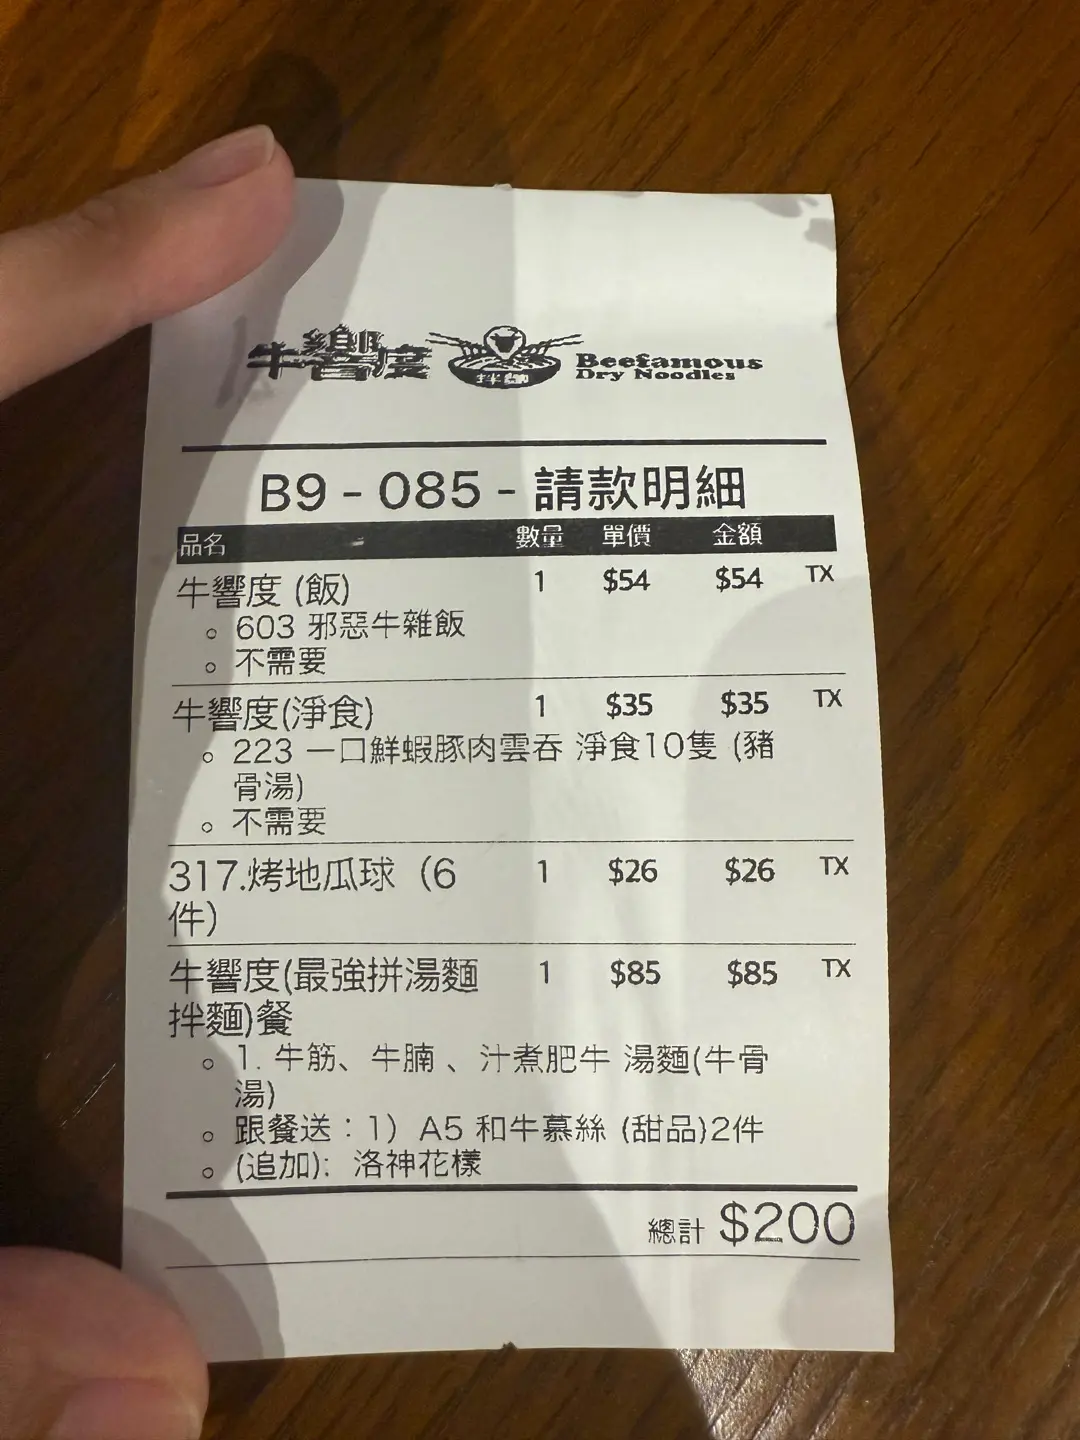 牛響度 拌麵 Beefamous
Dry Noodles
B9 - 085 - 請款明細
品名 數量 單價 金額
牛響度 (飯) 1 $54 $54 TX
。 603 邪惡牛雜飯
。 不需要
牛響度(淨食) 1 $35 $35 TX
。 223 一口鮮蝦豚肉雲吞 淨食10隻 (豬
骨湯)
。 不需要
317.烤地瓜球（6 1 $26 $26 TX
件）
牛響度(最強拼湯麵 1 $85 $85 TX
拌麵)餐
。 1. 牛筋、牛腩 、汁煮肥牛 湯麵(牛骨
湯)
。 跟餐送：1） A5 和牛慕絲 (甜品)2件
。 (追加)： 洛神花樣
總計 $200